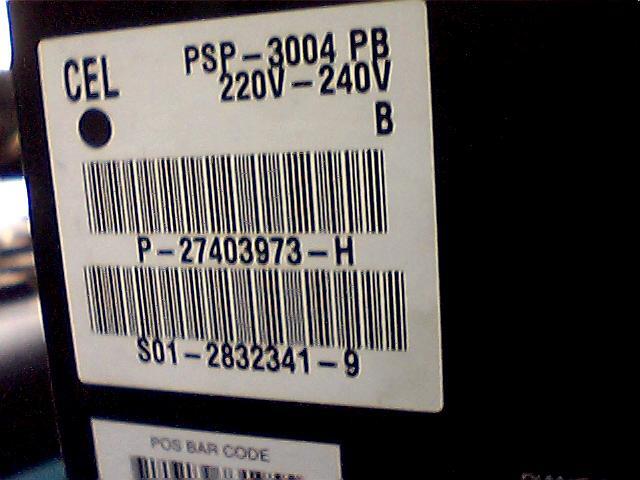 CEL
PSP-3004 PB
220V-240V
B
P-27403973-H
S01-2832341-9
POS BAR CODE